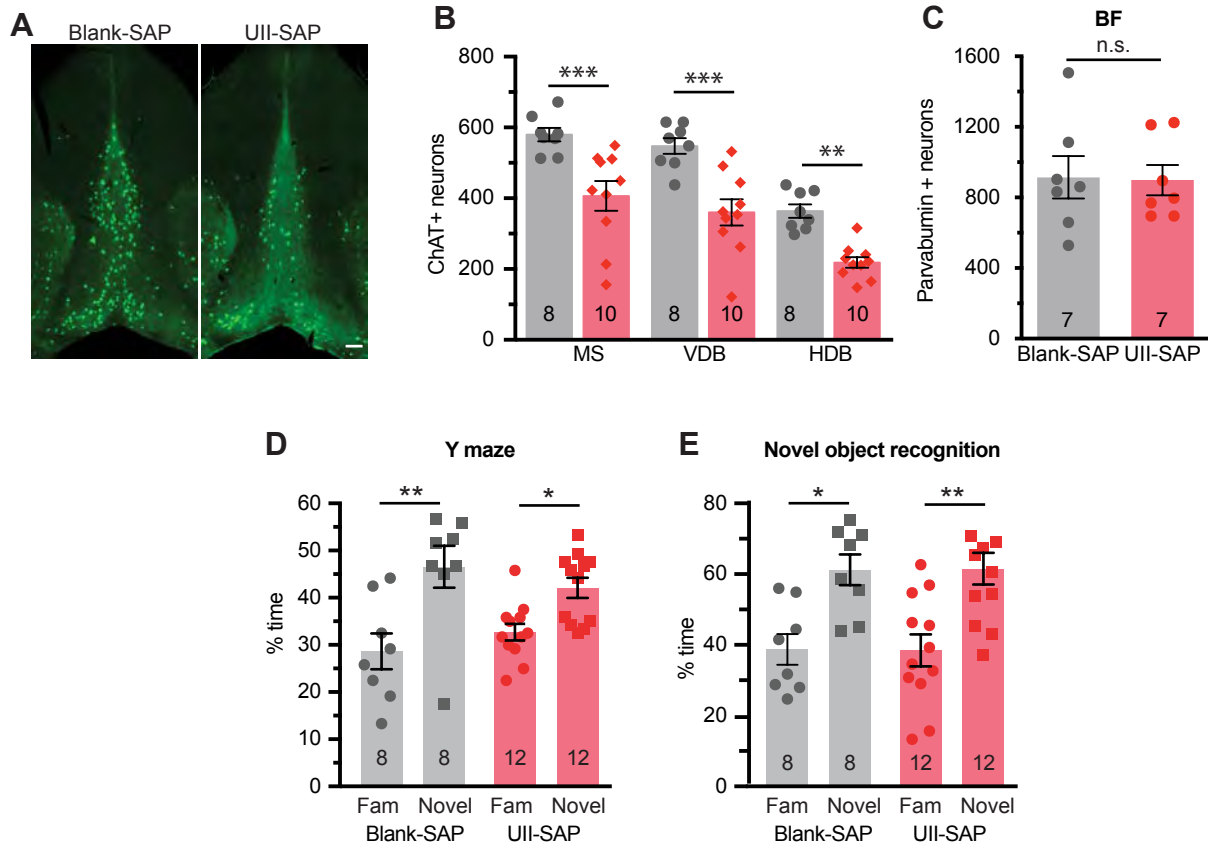 A
Blank-SAP UII-SAP
B
ChAT+ neurons
800
600
400
200
0
*** *** **
8 10 8 10 8 10
MS VDB HDB
C
BF
n.s.
Parvabumin + neurons
1600
1200
800
400
0
7 7
Blank-SAP UII-SAP
D
Y maze
% time
60
50
40
30
20
10
0
** *
8 8 12 12
Fam Novel Fam Novel
Blank-SAP UII-SAP
E
Novel object recognition
% time
80
60
40
20
0
* **
8 8 12 12
Fam Novel Fam Novel
Blank-SAP UII-SAP